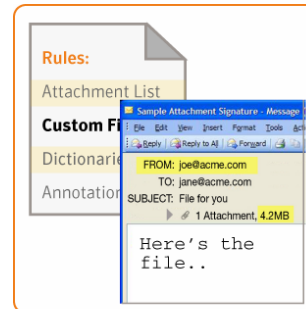 Rules:
Attachment List
Custom Fi
Dictionarie
Annotation
Sample Attachment Signature - Message
File Edit View Insert Format Tools Acti
Reply Reply to All Forward
FROM: joe@acme.com
TO: jane@acme.com
SUBJECT: File for you
1 Attachment, 4.2MB
Here's the
file..